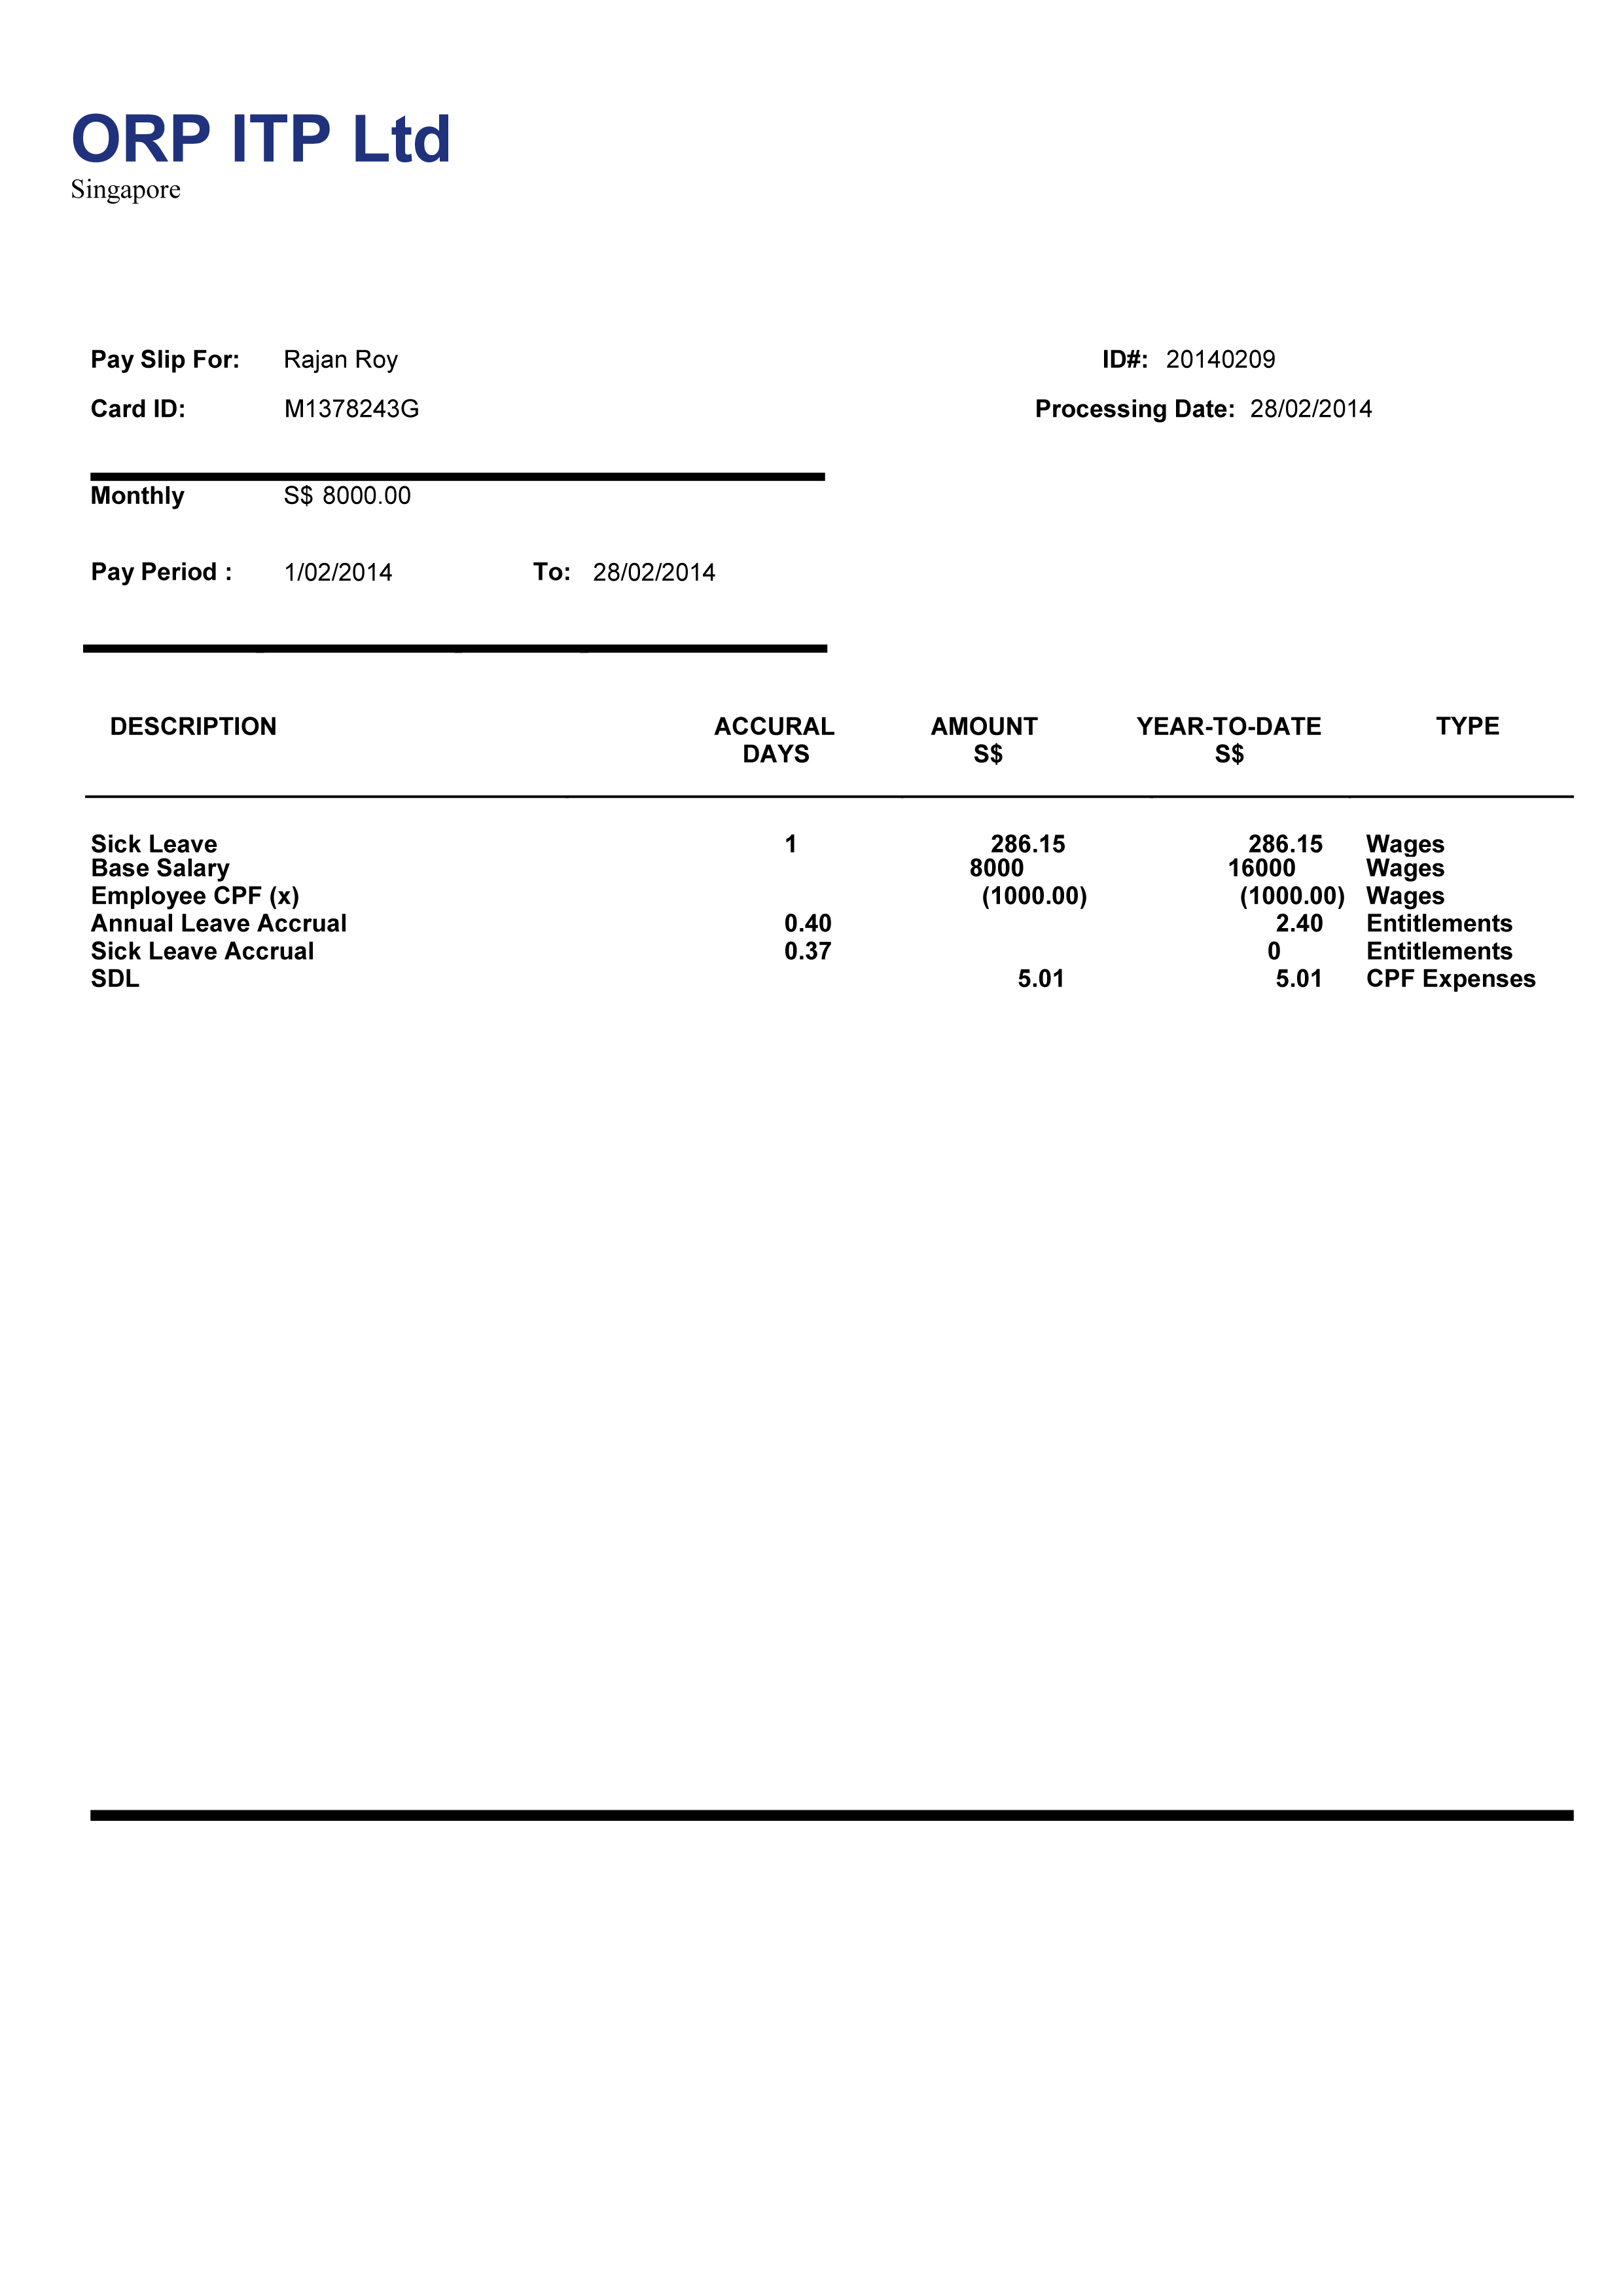 ORP ITP Ltd
Singapore
Pay Slip For: Rajan Roy ID#: 20140209
Card ID: M1378243G Processing Date: 28/02/2014
Monthly S$ 8000.00
Pay Period : 1/02/2014 To: 28/02/2014
DESCRIPTION ACCURAL AMOUNT YEAR-TO-DATE TYPE
DAYS S$ S$
Sick Leave 1 286.15 286.15 Wages
Base Salary 8000 16000 Wages
Employee CPF (x) (1000.00) (1000.00) Wages
Annual Leave Accrual 0.40 2.40 Entitlements
Sick Leave Accrual 0.37 0 Entitlements
SDL 5.01 5.01 CPF Expenses